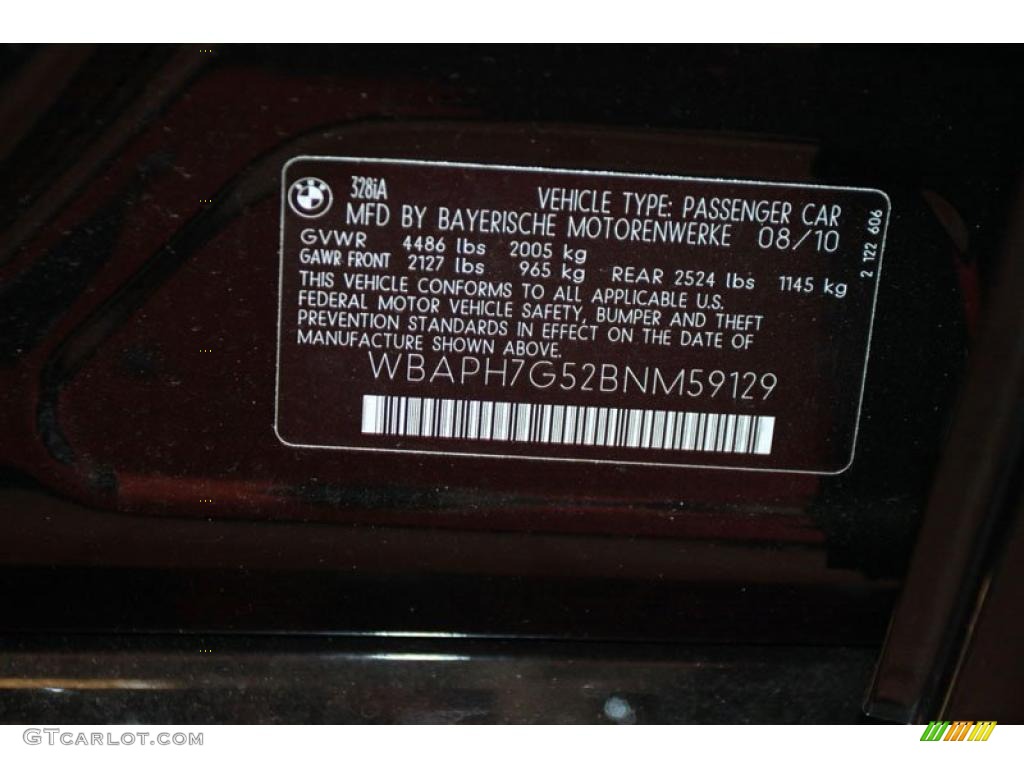 328iA VEHICLE TYPE: PASSENGER CAR
MFD BY BAYERISCHE MOTORENWERKE 08/10
GVWR 4486 lbs 2005 kg
GAWR FRONT 2127 lbs 965 kg REAR 2524 lbs 1145 kg
THIS VEHICLE CONFORMS TO ALL APPLICABLE U.S.
FEDERAL MOTOR VEHICLE SAFETY, BUMPER AND THEFT
PREVENTION STANDARDS IN EFFECT ON THE DATE OF
MANUFACTURE SHOWN ABOVE.
WBAPH7G52BNM59129
2 122 606
GTCARLOT.COM